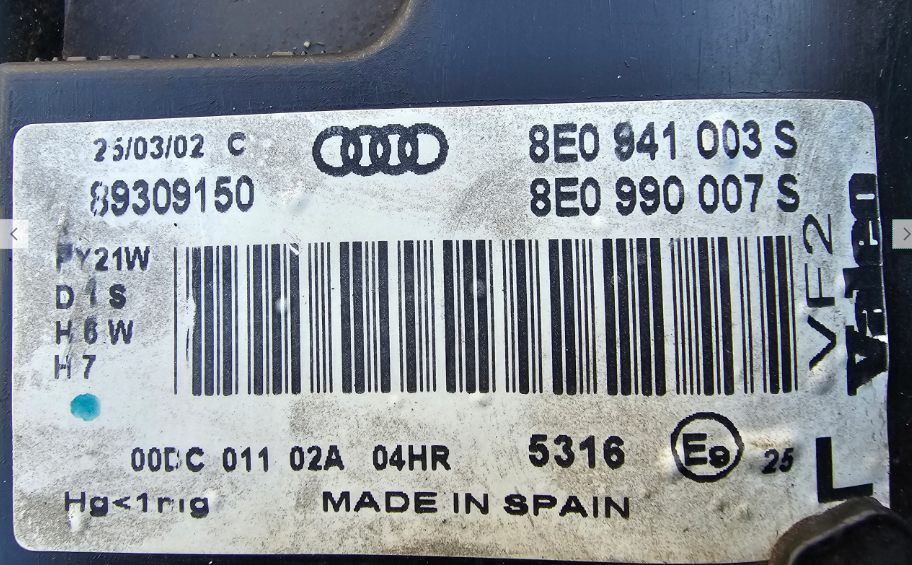 25/03/02 C
8E0 941 003 S
89309150
8E0 990 007 S
PY21W
D1S
H6W
H7
VF2
Valeo
00DC 011 02A 04HR
5316
E9
25
L
Hg<1mg
MADE IN SPAIN